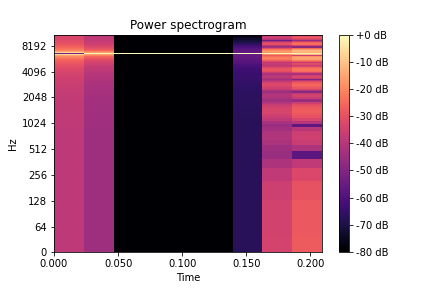 Power spectrogram
8192
4096
2048
1024
512
256
128
64
0
Hz
0.000 0.050 0.100 0.150 0.200
Time
+0 dB
-10 dB
-20 dB
-30 dB
-40 dB
-50 dB
-60 dB
-70 dB
-80 dB